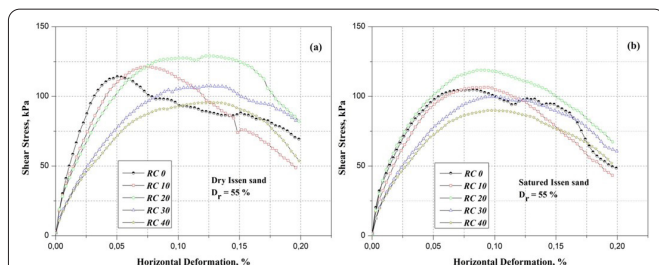 150
125
100
50
0
Shear Stress, kPa
(a)
RC 0
RC 10
RC 20
RC 30
RC 40
Dry Issen sand
Dr = 55 %
0,00 0,05 0,10 0,15 0,20
Horizontal Deformation, %
150
100
50
0
Shear Stress, kPa
(b)
RC 0
RC 10
RC 20
RC 30
RC 40
Satured Issen sand
Dr = 55 %
0,00 0,05 0,10 0,15 0,20
Horizontal Deformation, %